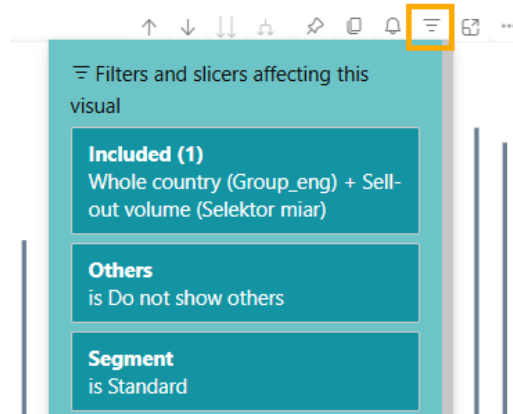 Filters and slicers affecting this
visual
Included (1)
Whole country (Group_eng) + Sell-
out volume (Selektor miar)
Others
is Do not show others
Segment
is Standard